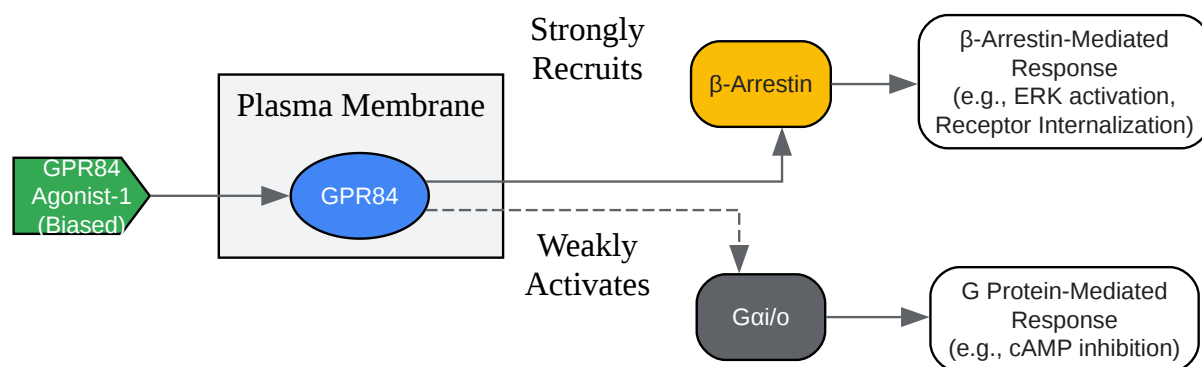 GPR84
Agonist-1
(Biased)
Plasma Membrane
GPR84
Strongly
Recruits
β-Arrestin
β-Arrestin-Mediated
Response
(e.g., ERK activation,
Receptor Internalization)
Weakly
Activates
Gαi/o
G Protein-Mediated
Response
(e.g., cAMP inhibition)